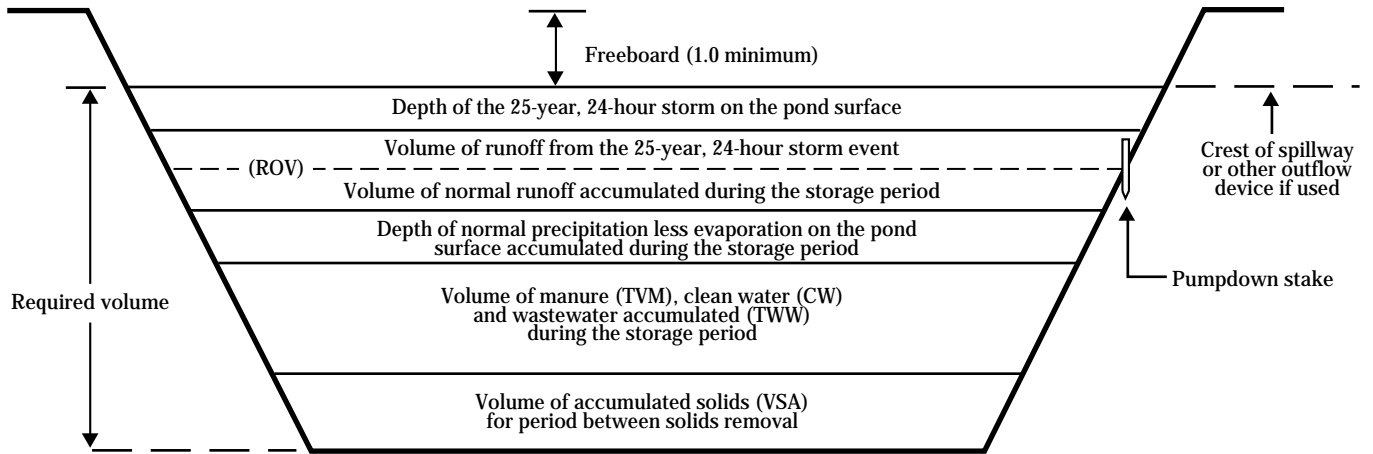 Freeboard (1.0 minimum)
Depth of the 25-year, 24-hour storm on the pond surface
Volume of runoff from the 25-year, 24-hour storm event
(ROV)
Volume of normal runoff accumulated during the storage period
Depth of normal precipitation less evaporation on the pond
surface accumulated during the storage period
Crest of spillway
or other outflow
device if used
Pumpdown stake
Required volume
Volume of manure (TVM), clean water (CW)
and wastewater accumulated (TWW)
during the storage period
Volume of accumulated solids (VSA)
for period between solids removal